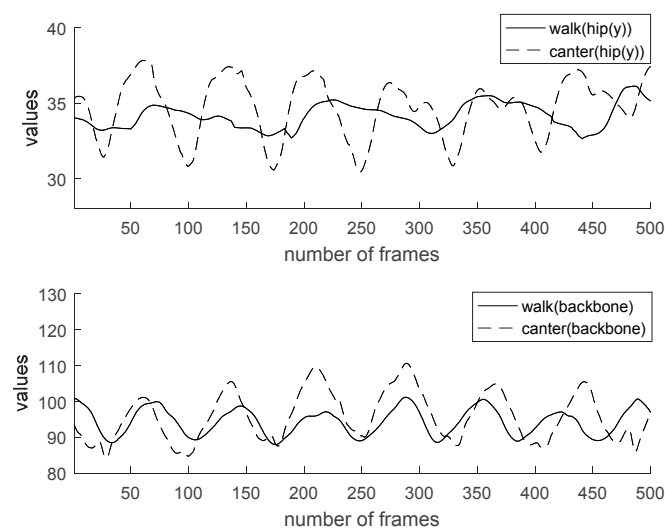 40
35
30
values
walk(hip(y))
canter(hip(y))
50 100 150 200 250 300 350 400 450 500
number of frames
130
120
110
100
90
80
values
walk(backbone)
canter(backbone)
50 100 150 200 250 300 350 400 450 500
number of frames